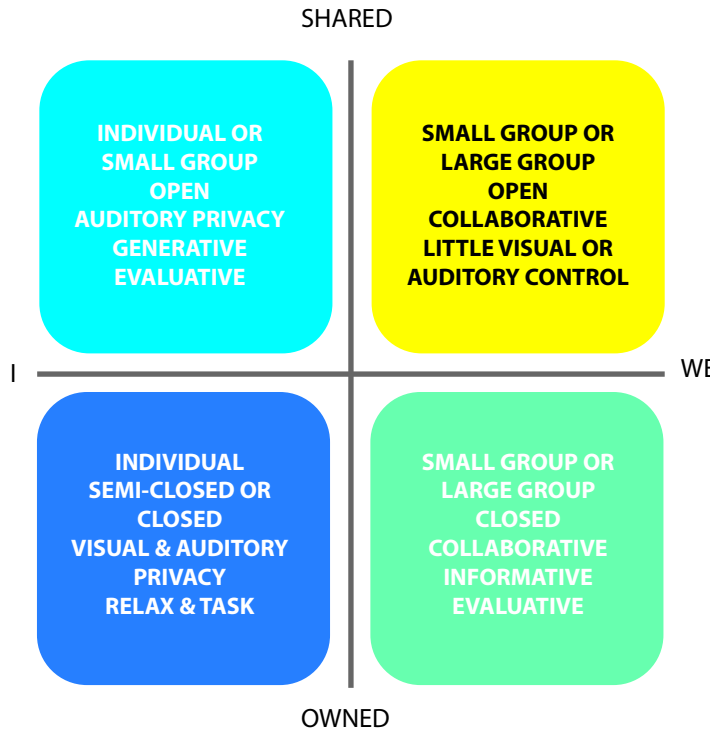 SHARED
INDIVIDUAL OR
SMALL GROUP
OPEN
AUDITORY PRIVACY
GENERATIVE
EVALUATIVE
SMALL GROUP OR
LARGE GROUP
OPEN
COLLABORATIVE
LITTLE VISUAL OR
AUDITORY CONTROL
I
WE
INDIVIDUAL
SEMI-CLOSED OR
CLOSED
VISUAL & AUDITORY
PRIVACY
RELAX & TASK
SMALL GROUP OR
LARGE GROUP
CLOSED
COLLABORATIVE
INFORMATIVE
EVALUATIVE
OWNED